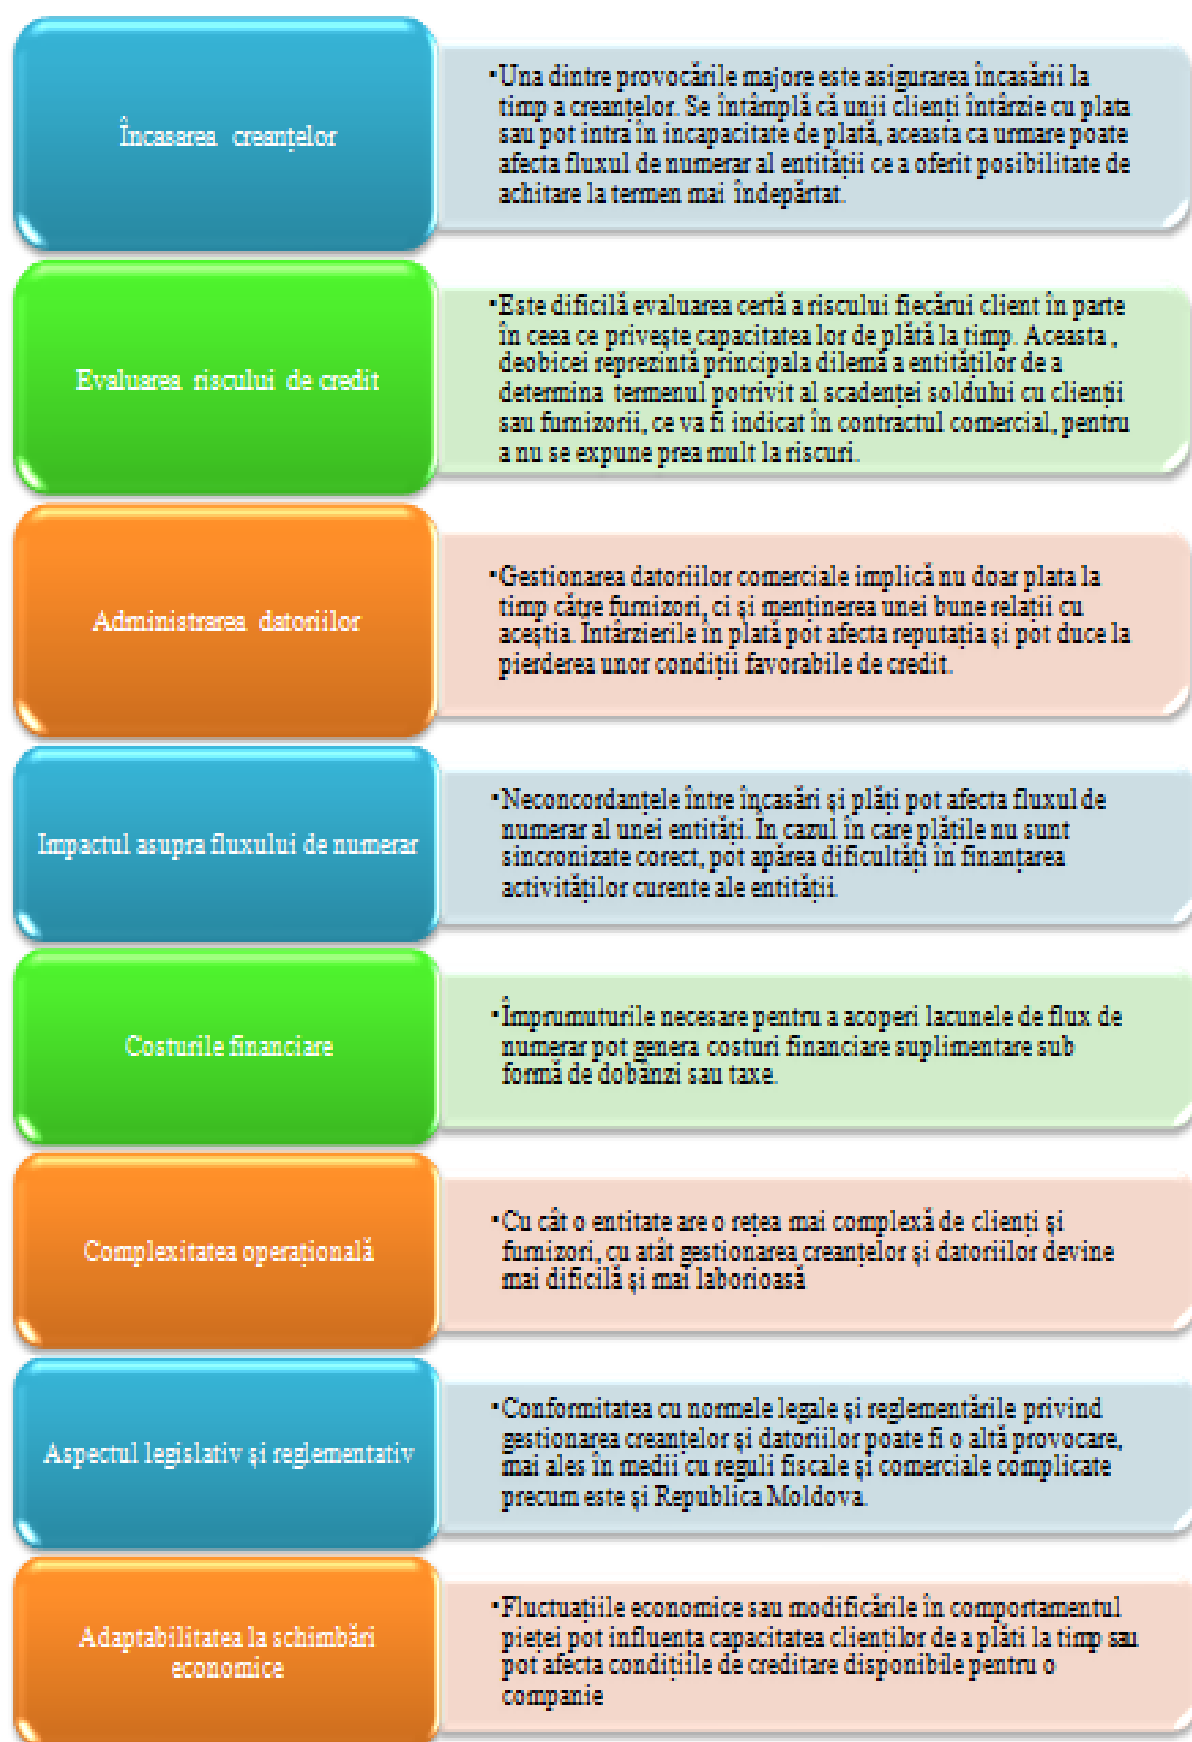 Încasarea creanțelor
•Una dintre provocările majore este asigurarea încasării la
timp a creanțelor. Se întâmplă că unii clienți întârzie cu plata
sau pot intra în incapacitate de plată, aceasta ca urmare poate
afecta fluxul de numerar al entității ce a oferit posibilitate de
achitare la termen mai îndepărtat.
Evaluarea riscului de credit
•Este dificilă evaluarea certă a riscului fiecărui client în parte
în ceea ce privește capacitatea lor de plătă la timp. Aceasta ,
deobicei reprezintă principala dilemă a entităților de a
determina termenul potrivit al scadenței soldului cu clienții
sau furnizorii, ce va fi indicat în contractul comercial, pentru
a nu se expune prea mult la riscuri.
Administrarea datoriilor
•Gestionarea datoriilor comerciale implică nu doar plata la
timp către furnizori, ci și menținerea unei bune relații cu
aceștia. Întârzierile în plată pot afecta reputația și pot duce la
pierderea unor condiții favorabile de credit.
Impactul asupra fluxului de numerar
•Neconcordanțele între încasări și plăți pot afecta fluxul de
numerar al unei entități. În cazul în care plățile nu sunt
sincronizate corect, pot apărea dificultăți în finanțarea
activităților curente ale entității.
Costurile financiare
•Împrumuturile necesare pentru a acoperi lacunele de flux de
numerar pot genera costuri financiare suplimentare sub
formă de dobânzi sau taxe.
Complexitatea operațională
•Cu cât o entitate are o rețea mai complexă de clienți și
furnizori, cu atât gestionarea creanțelor și datoriilor devine
mai dificilă și mai laborioasă
Aspectul legislativ și reglementativ
•Conformitatea cu normele legale și reglementările privind
gestionarea creanțelor și datoriilor poate fi o altă provocare,
mai ales în medii cu reguli fiscale și comerciale complicate
precum este și Republica Moldova.
Adaptabilitatea la schimbări
economice
•Fluctuațiile economice sau modificările în comportamentul
pieței pot influența capacitatea clienților de a plăti la timp sau
pot afecta condițiile de creditare disponibile pentru o
companie